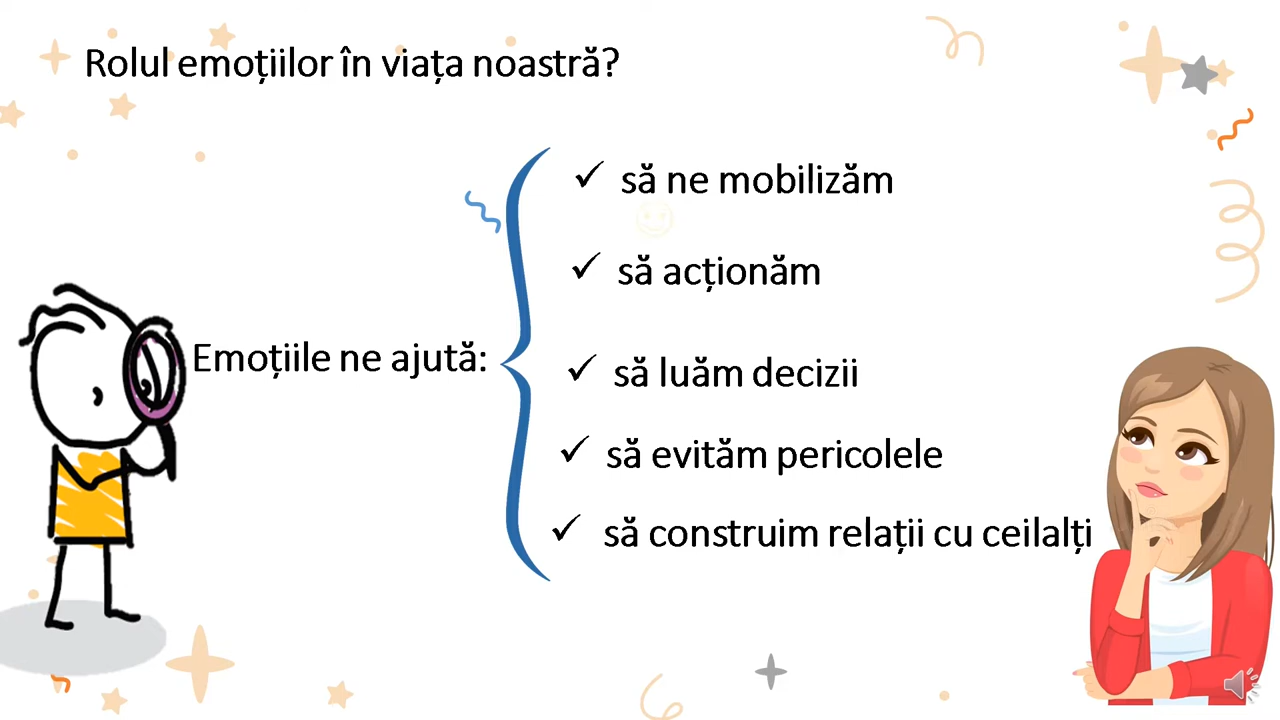 Rolul emoțiilor în viața noastră?
Emoțiile ne ajută:
✓ să ne mobilizăm
✓ să acționăm
✓ să luăm decizii
✓ să evităm pericolele
✓ să construim relații cu ceilalți